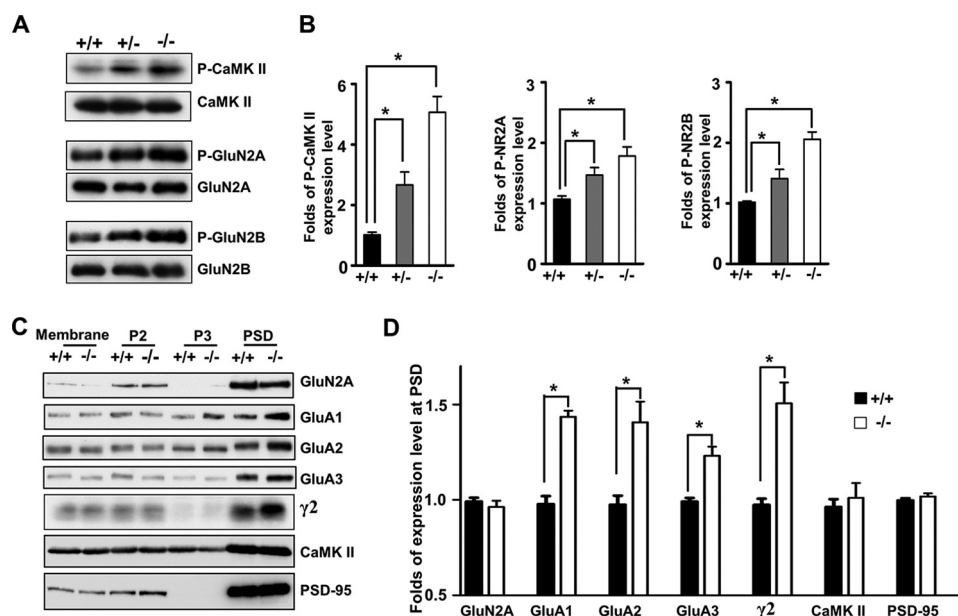 A
+/+ +/- -/-
P-CaMK II
CaMK II
P-GluN2A
GluN2A
P-GluN2B
GluN2B
B
Folds of P-CaMK II
expression level
6
4
2
0
*
*
+/+ +/- -/-
Folds of P-NR2A
expression level
3
2
1
0
*
*
+/+ +/- -/-
Folds of P-NR2B
expression level
3
2
1
0
*
*
+/+ +/- -/-
C
Membrane P2 P3 PSD
+/+ -/- +/+ -/- +/+ -/- +/+ -/-
GluN2A
GluA1
GluA2
GluA3
γ2
CaMK II
PSD-95
D
Folds of expression level at PSD
1.5
1.0
0.5
*
*
*
*
+/+
-/-
GluN2A GluA1 GluA2 GluA3 γ2 CaMK II PSD-95